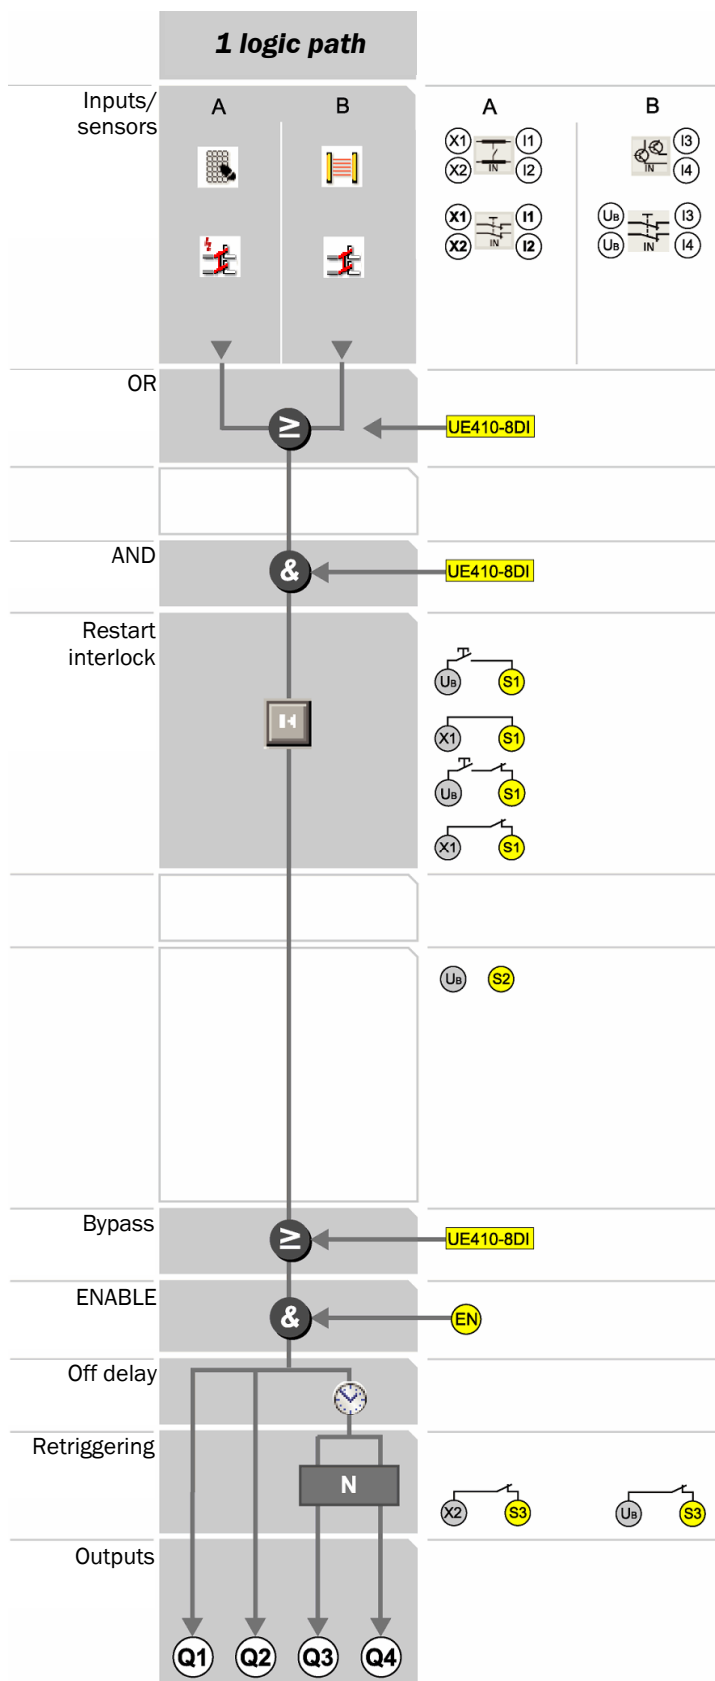 1 logic path
Inputs/
sensors
A B A B
X1 I1 I3
X2 IN I2 IN I4
X1 I1 UB I3
X2 IN I2 UB IN I4
OR
≥ UE410-8DI
AND
& UE410-8DI
Restart
interlock
UB S1
X1 S1
UB S1
X1 S1
UB S2
Bypass
≥ UE410-8DI
ENABLE
& EN
Off delay
Retriggering
N
X2 S3 UB S3
Outputs
Q1 Q2 Q3 Q4